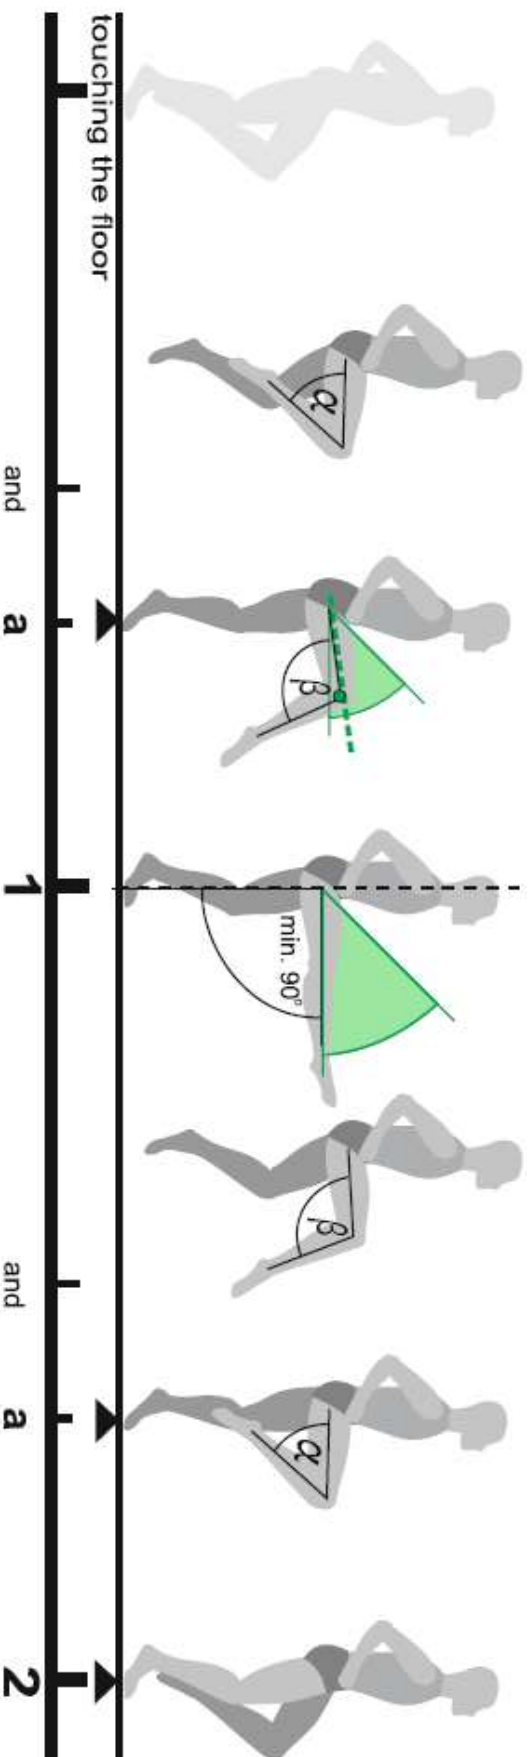 α
β
min. 90°
β
α
touching the floor
and a 1 and a 2